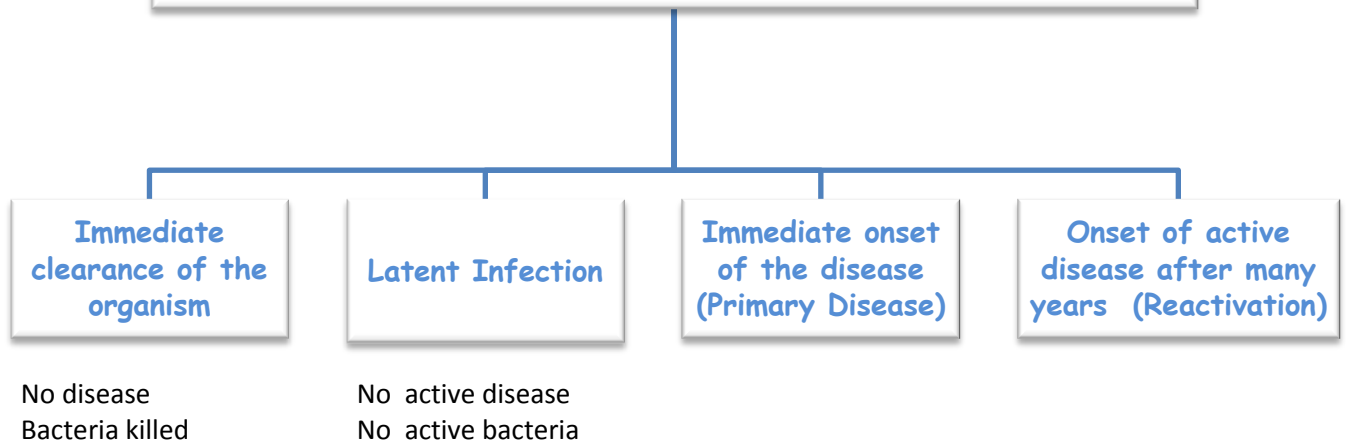 Immediate
clearance of the
organism
Latent Infection
Immediate onset
of the disease
(Primary Disease)
Onset of active
disease after many
years (Reactivation)
No disease
Bacteria killed
No active disease
No active bacteria